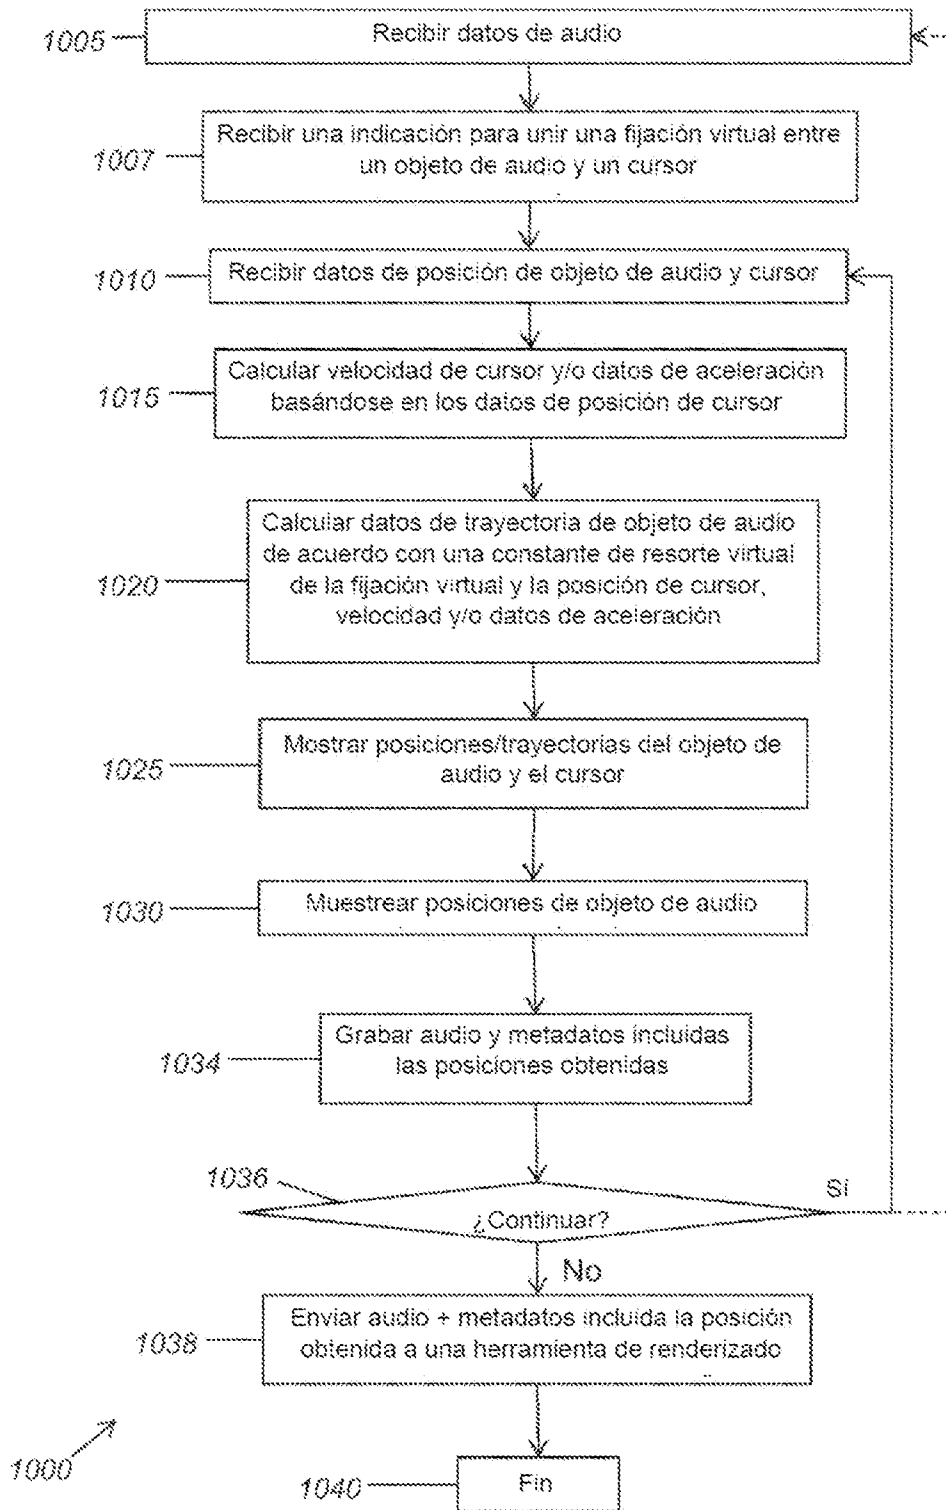 1005
Recibir datos de audio
1007
Recibir una indicación para unir una fijación virtual entre
un objeto de audio y un cursor
1010
Recibir datos de posición de objeto de audio y cursor
1015
Calcular velocidad de cursor y/o datos de aceleración
basándose en los datos de posición de cursor
1020
Calcular datos de trayectoria de objeto de audio
de acuerdo con una constante de resorte virtual
de la fijación virtual y la posición de cursor,
velocidad y/o datos de aceleración
1025
Mostrar posiciones/trayectorias del objeto de
audio y el cursor
1030
Muestrear posiciones de objeto de audio
1034
Grabar audio y metadatos incluidas
las posiciones obtenidas
1036
¿Continuar?
Sí
No
1038
Enviar audio + metadatos incluida la posición
obtenida a una herramienta de renderizado
1000
1040
Fin